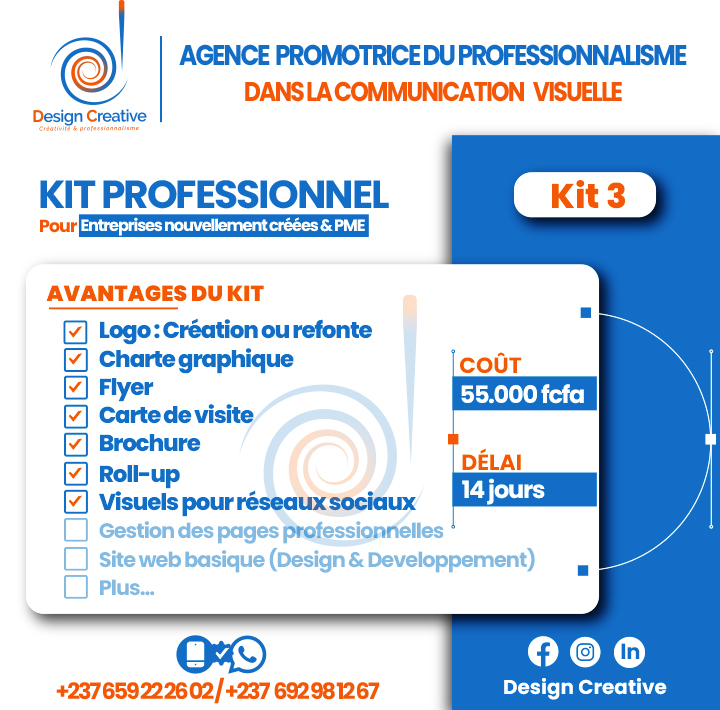 Design Creative
Créativité & professionnalisme
AGENCE PROMOTRICE DU PROFESSIONNALISME
DANS LA COMMUNICATION VISUELLE
KIT PROFESSIONNEL
Pour Entreprises nouvellement créées & PME
Kit 3
AVANTAGES DU KIT
Logo : Création ou refonte
Charte graphique
Flyer
Carte de visite
Brochure
Roll-up
Visuels pour réseaux sociaux
Gestion des pages professionnelles
Site web basique (Design & Developpement)
Plus...
COÛT
55.000 fcfa
DÉLAI
14 jours
+237 659 22 26 02 / +237 692 98 12 67
Design Creative